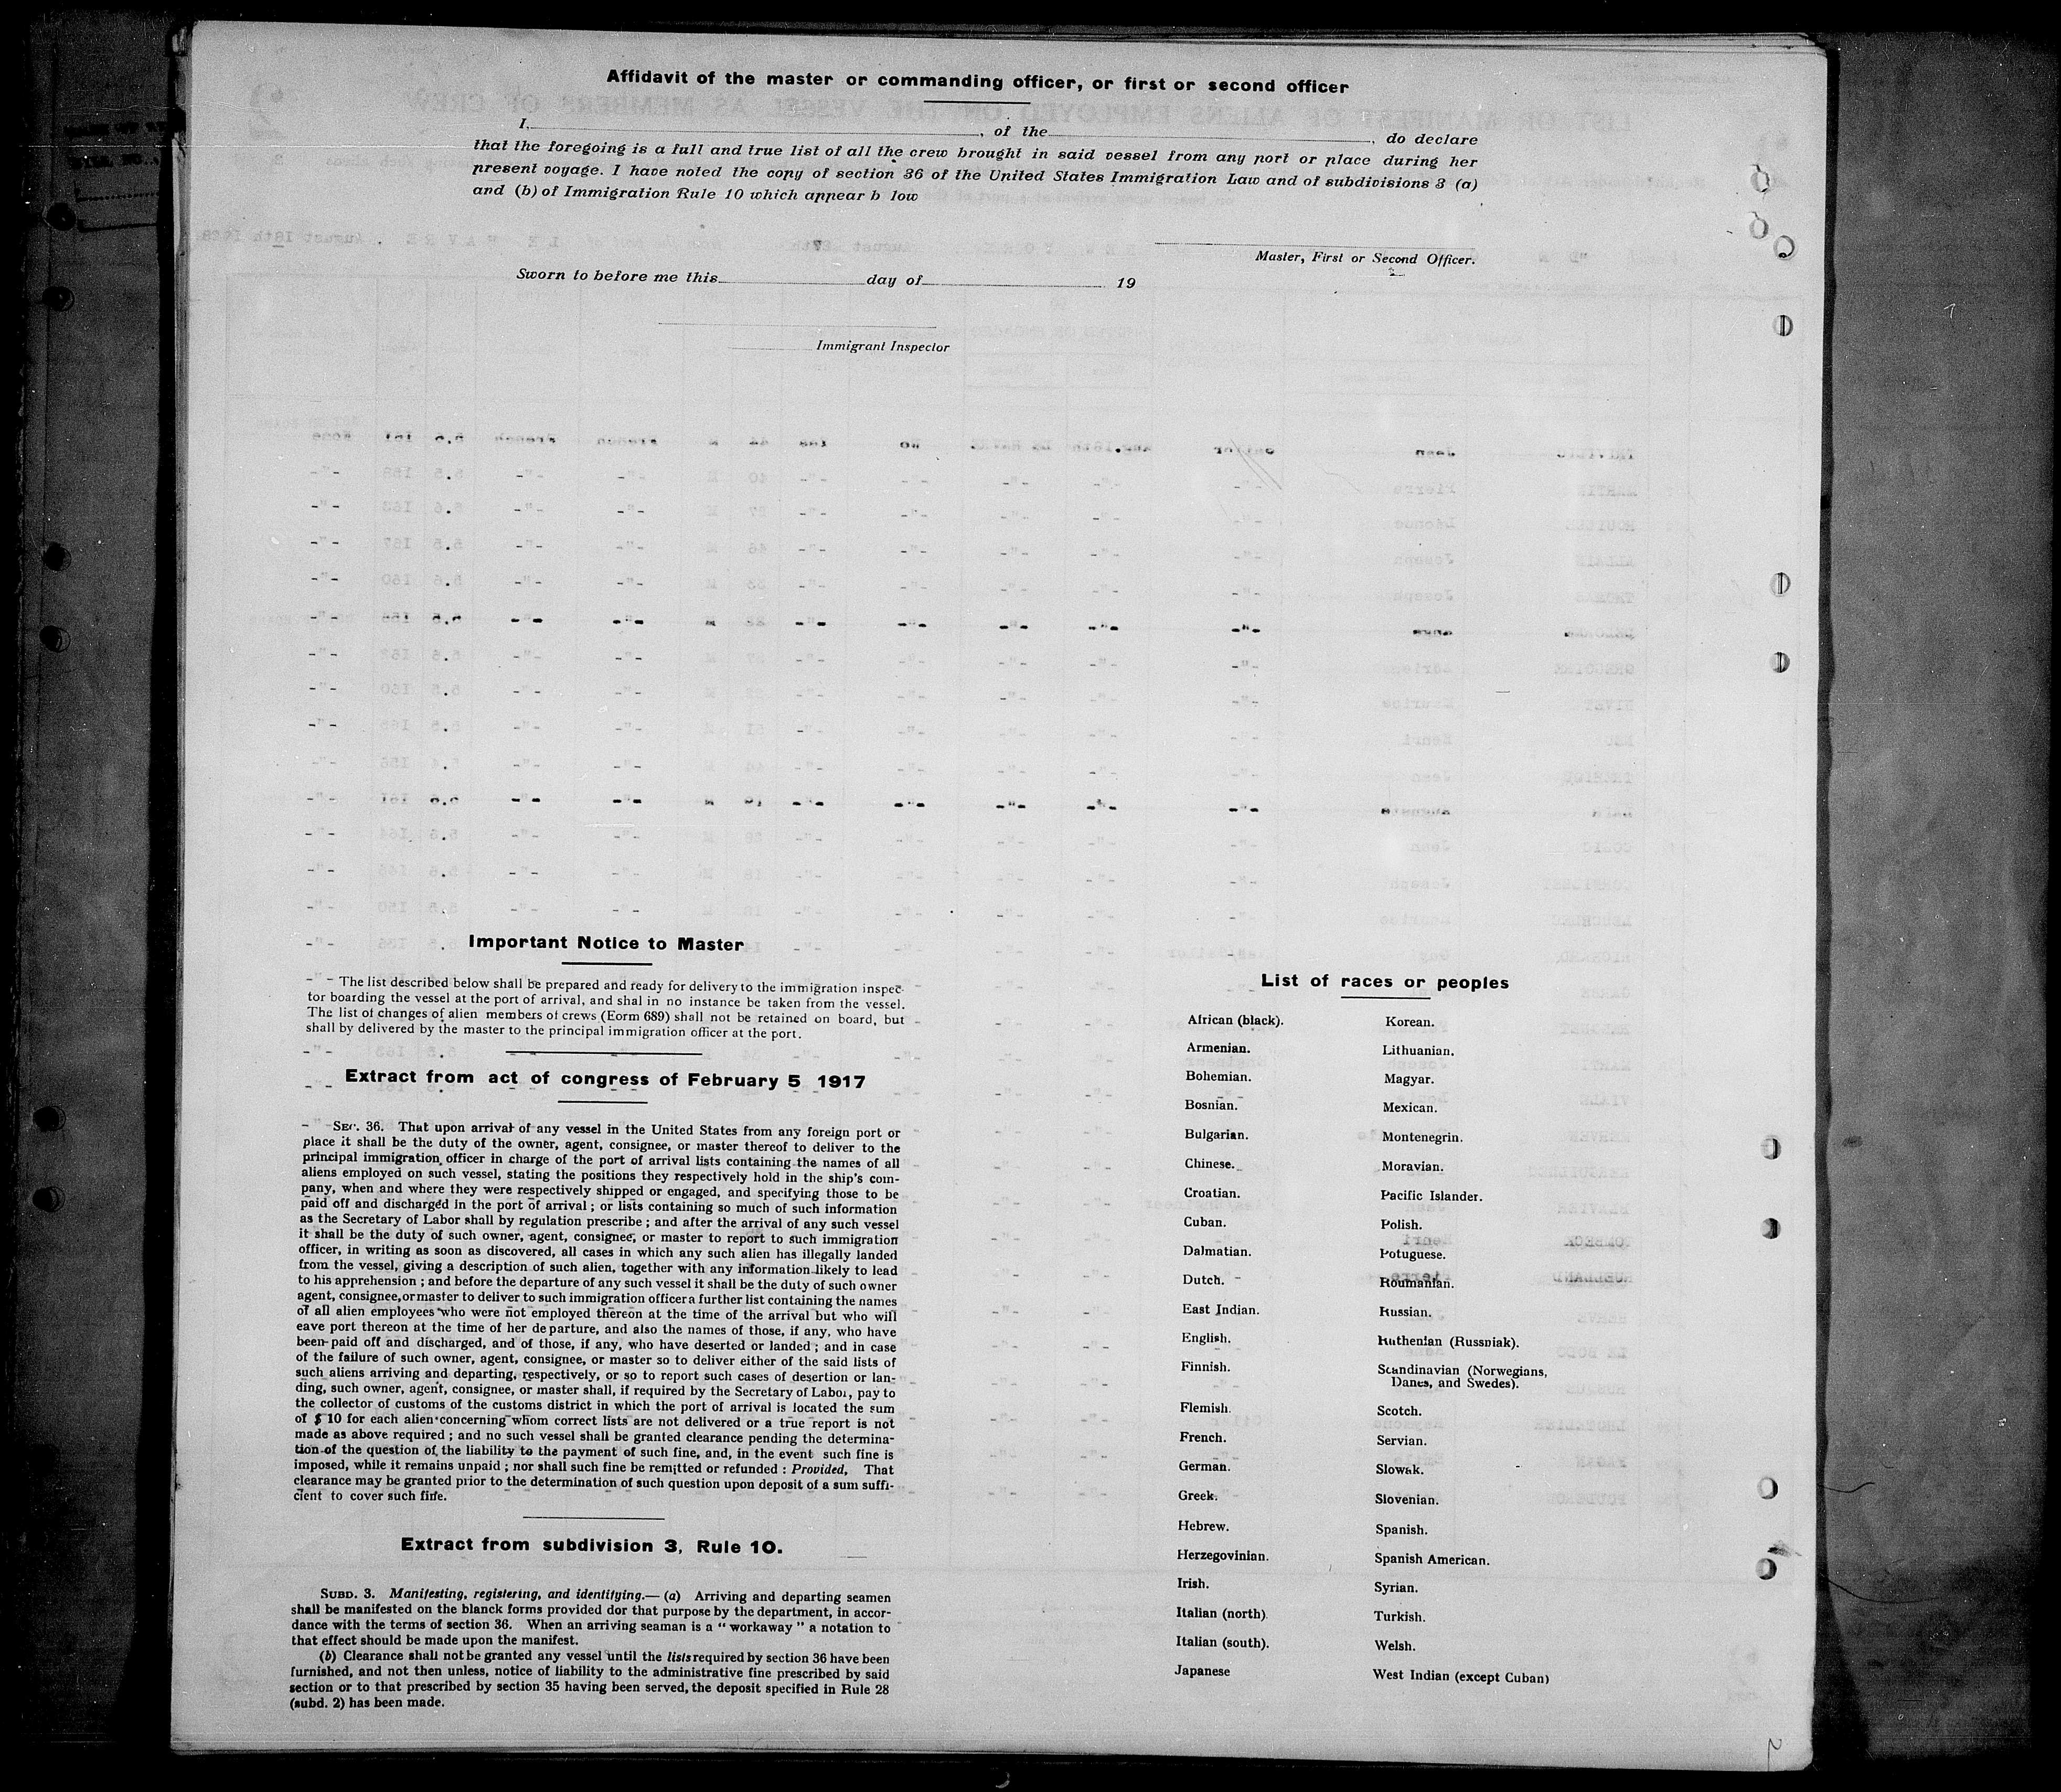 Affidavit of the master or commanding officer, or first or second officer
I, , of the , do declare
that the foregoing is a full and true list of all the crew brought in said vessel from any port or place during her
present voyage. I have noted the copy of section 36 of the United States Immigration Law and of subdivisions 3 (a)
and (b) of Immigration Rule 10 which appear b low
Master, First or Second Officer.
Sworn to before me this day of 19
Immigrant Inspector
Important Notice to Master
The list described below shall be prepared and ready for delivery to the immigration inspec-
tor boarding the vessel at the port of arrival, and shal in no instance be taken from the vessel.
The list of changes of alien members of crews (Eorm 689) shall not be retained on board, but
shall by delivered by the master to the principal immigration officer at the port.
Extract from act of congress of February 5 1917
SEC. 36. That upon arrival of any vessel in the United States from any foreign port or
place it shall be the duty of the owner, agent, consignee, or master thereof to deliver to the
principal immigration officer in charge of the port of arrival lists containing the names of all
aliens employed on such vessel, stating the positions they respectively hold in the ship's com-
pany, when and where they were respectively shipped or engaged, and specifying those to be
paid off and discharged in the port of arrival ; or lists containing so much of such information
as the Secretary of Labor shall by regulation prescribe ; and after the arrival of any such vessel
it shall be the duty of such owner, agent, consignee, or master to report to such immigration
officer, in writing as soon as discovered, all cases in which any such alien has illegally landed
from the vessel, giving a description of such alien, together with any information likely to lead
to his apprehension ; and before the departure of any such vessel it shall be the duty of such owner
agent, consignee, or master to deliver to such immigration officer a further list containing the names
of all alien employees who were not employed thereon at the time of the arrival but who will
eave port thereon at the time of her departure, and also the names of those, if any, who have
been paid off and discharged, and of those, if any, who have deserted or landed ; and in case
of the failure of such owner, agent, consignee, or master so to deliver either of the said lists of
such aliens arriving and departing, respectively, or so to report such cases of desertion or lan-
ding, such owner, agent, consignee, or master shall, if required by the Secretary of Labor, pay to
the collector of customs of the customs district in which the port of arrival is located the sum
of $ 10 for each alien concerning whom correct lists are not delivered or a true report is not
made as above required ; and no such vessel shall be granted clearance pending the determina-
tion of the question of the liability to the payment of such fine, and, in the event such fine is
imposed, while it remains unpaid ; nor shall such fine be remitted or refunded : Provided, That
clearance may be granted prior to the determination of such question upon deposit of a sum suffi-
cient to cover such fine.
Extract from subdivision 3, Rule 10.
SUBD. 3. Manifesting, registering, and identifying.— (a) Arriving and departing seamen
shall be manifested on the blanck forms provided dor that purpose by the department, in accor-
dance with the terms of section 36. When an arriving seaman is a " workaway " a notation to
that effect should be made upon the manifest.
(b) Clearance shall not be granted any vessel until the lists required by section 36 have been
furnished, and not then unless, notice of liability to the administrative fine prescribed by said
section or to that prescribed by section 35 having been served, the deposit specified in Rule 28
(subd. 2) has been made.
List of races or peoples
African (black).
Armenian.
Bohemian.
Bosnian.
Bulgarian.
Chinese.
Croatian.
Cuban.
Dalmatian.
Dutch.
East Indian.
English.
Finnish.
Flemish.
French.
German.
Greek.
Hebrew.
Herzegovinian.
Irish.
Italian (north)
Italian (south).
Japanese
Korean.
Lithuanian.
Magyar.
Mexican.
Montenegrin.
Moravian.
Pacific Islander.
Polish.
Potuguese.
Roumanian.
Russian.
Ruthenian (Russniak).
Scandinavian (Norwegians,
Danes, and Swedes).
Scotch.
Servian.
Slowak.
Slovenian.
Spanish.
Spanish American.
Syrian.
Turkish.
Welsh.
West Indian (except Cuban)